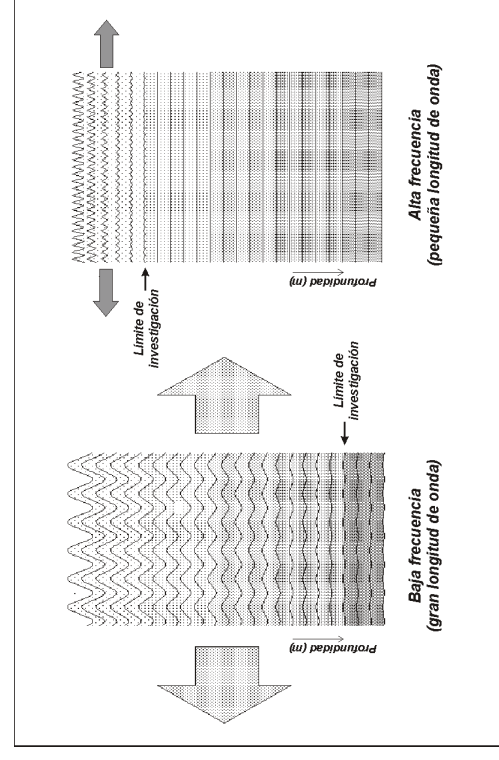 Límite de
investigación
Profundidad (m)
Baja frecuencia
(gran longitud de onda)
Límite de
investigación
Profundidad (m)
Alta frecuencia
(pequeña longitud de onda)